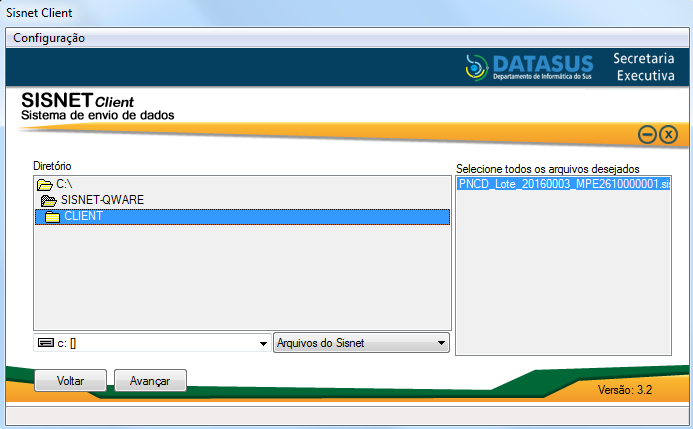 Sisnet Client
Configuração
DATASUS
Departamento de Informática do Sus
Secretaria
Executiva
SISNET Client
Sistema de envio de dados
Diretório
C:\
SISNET-QWARE
CLIENT
c: []
Arquivos do Sisnet
Selecione todos os arquivos desejados
PNCD_Lote_20160003_MPE2610000001.sis
Voltar
Avançar
Versão: 3.2